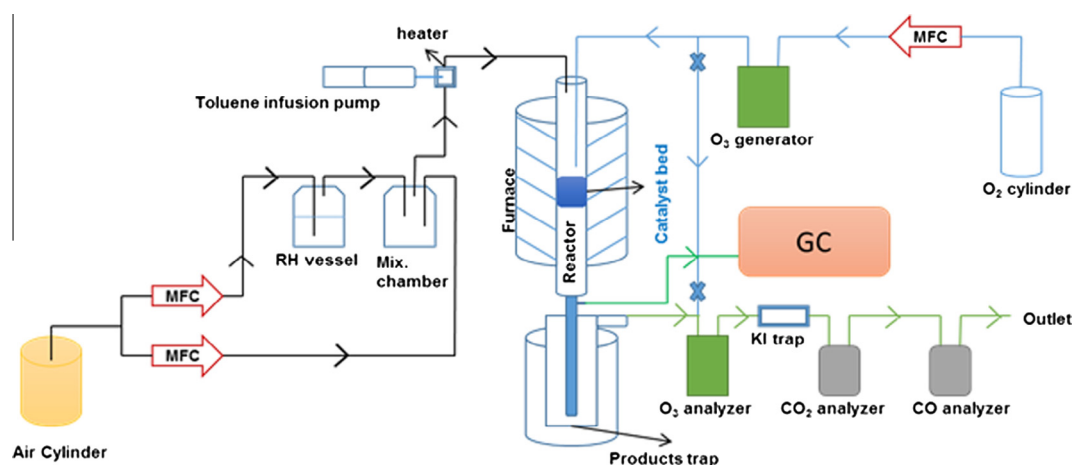 heater
MFC
Toluene infusion pump
O₃ generator
O₂ cylinder
Furnace
Catalyst bed
Reactor
GC
RH vessel
Mix.
chamber
MFC
MFC
Outlet
KI trap
O₃ analyzer
CO₂ analyzer
CO analyzer
Air Cylinder
Products trap